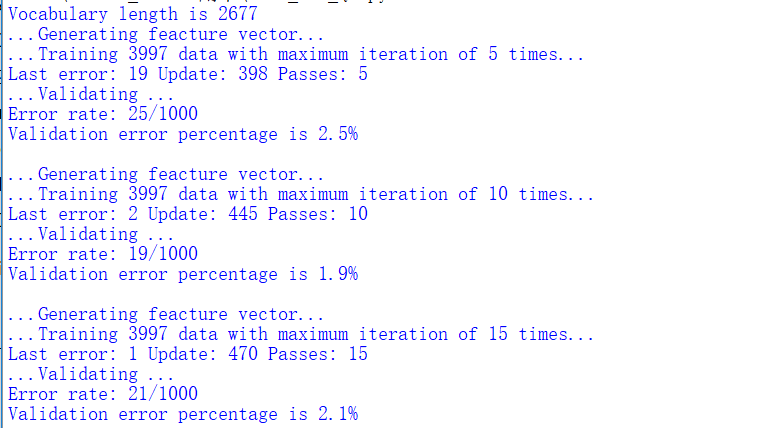 Vocabulary length is 2677
...Generating feacture vector...
...Training 3997 data with maximum iteration of 5 times...
Last error: 19 Update: 398 Passes: 5
...Validating ...
Error rate: 25/1000
Validation error percentage is 2.5%
...Generating feacture vector...
...Training 3997 data with maximum iteration of 10 times...
Last error: 2 Update: 445 Passes: 10
...Validating ...
Error rate: 19/1000
Validation error percentage is 1.9%
...Generating feacture vector...
...Training 3997 data with maximum iteration of 15 times...
Last error: 1 Update: 470 Passes: 15
...Validating ...
Error rate: 21/1000
Validation error percentage is 2.1%